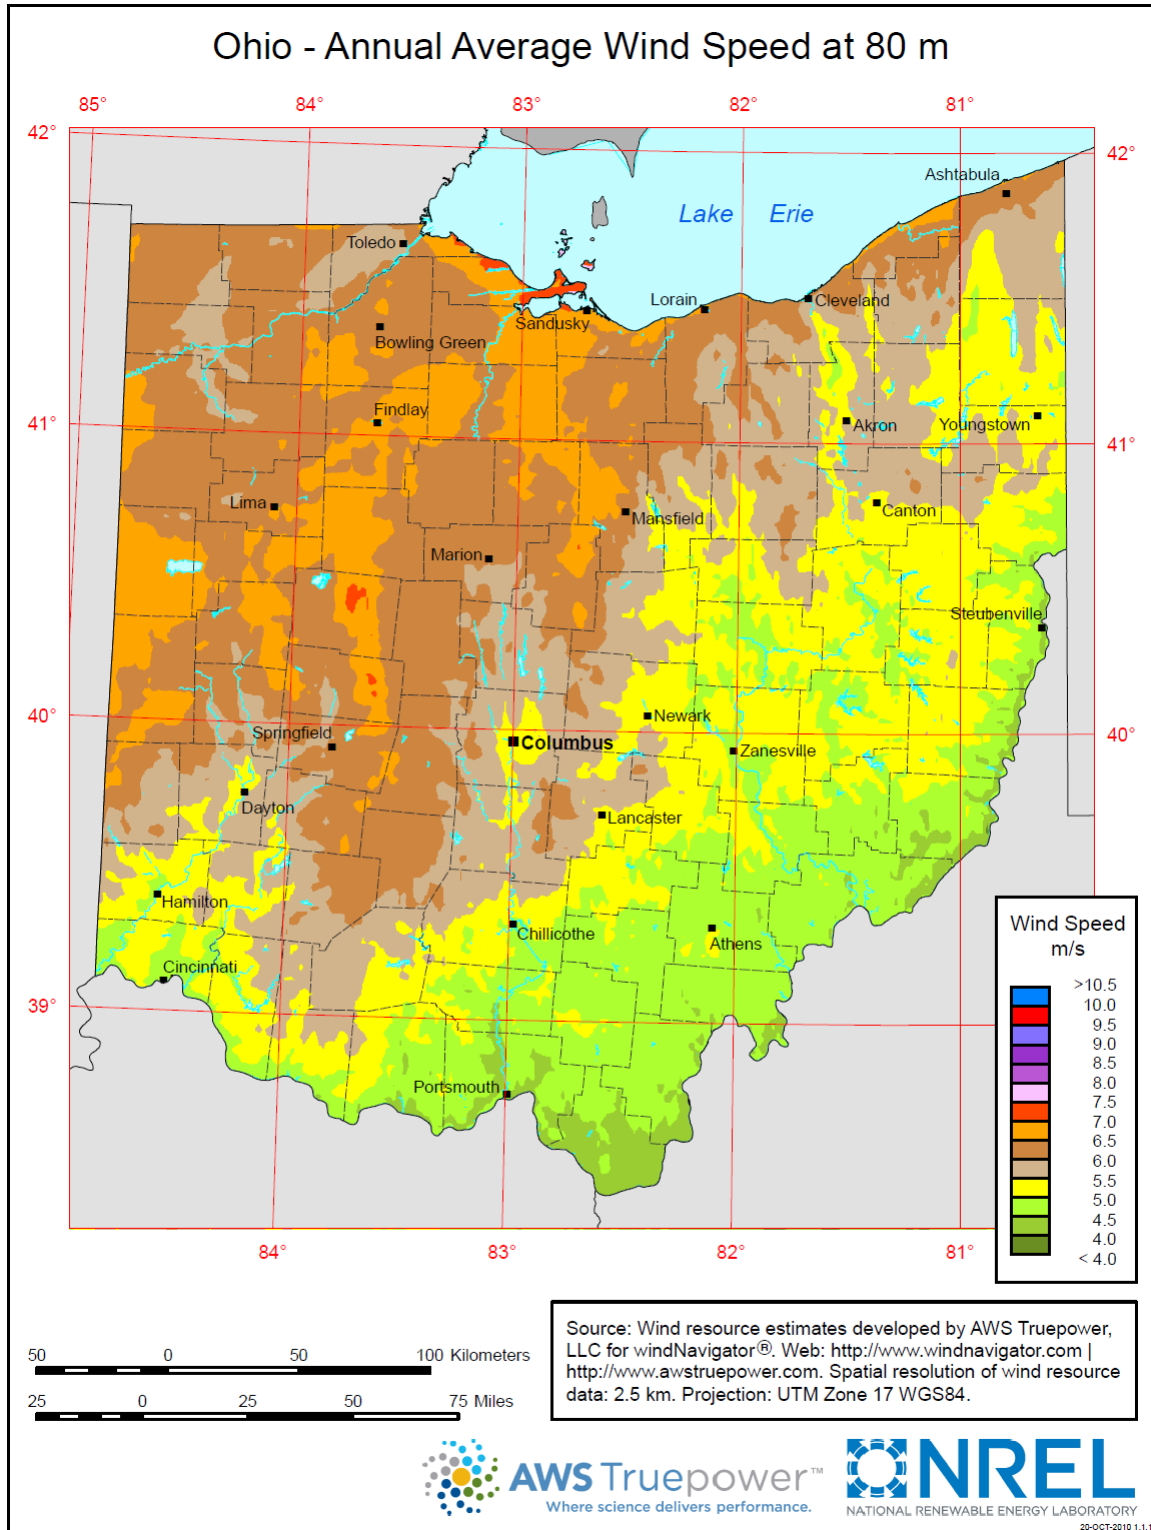 Ohio - Annual Average Wind Speed at 80 m
85° 84° 83° 82° 81°
42°
42°
Ashtabula
Lake Erie
Toledo
Lorain
Cleveland
Sandusky
Bowling Green
Findlay
41°
Akron
Youngstown
41°
Lima
Mansfield
Canton
Marion
Steubenville
40°
Newark
Springfield
Columbus
Zanesville
40°
Dayton
Lancaster
Hamilton
Chillicothe
Athens
Cincinnati
39°
Portsmouth
84° 83° 82° 81°
Wind Speed
m/s
>10.5
10.0
9.5
9.0
8.5
8.0
7.5
7.0
6.5
6.0
5.5
5.0
4.5
4.0
< 4.0
50 0 50 100 Kilometers
25 0 25 50 75 Miles
Source: Wind resource estimates developed by AWS Truepower,
LLC for windNavigator®. Web: http://www.windnavigator.com |
http://www.awstruepower.com. Spatial resolution of wind resource
data: 2.5 km. Projection: UTM Zone 17 WGS84.
AWS Truepower™
Where science delivers performance.
NREL
NATIONAL RENEWABLE ENERGY LABORATORY
20-OCT-2010 1.1.1